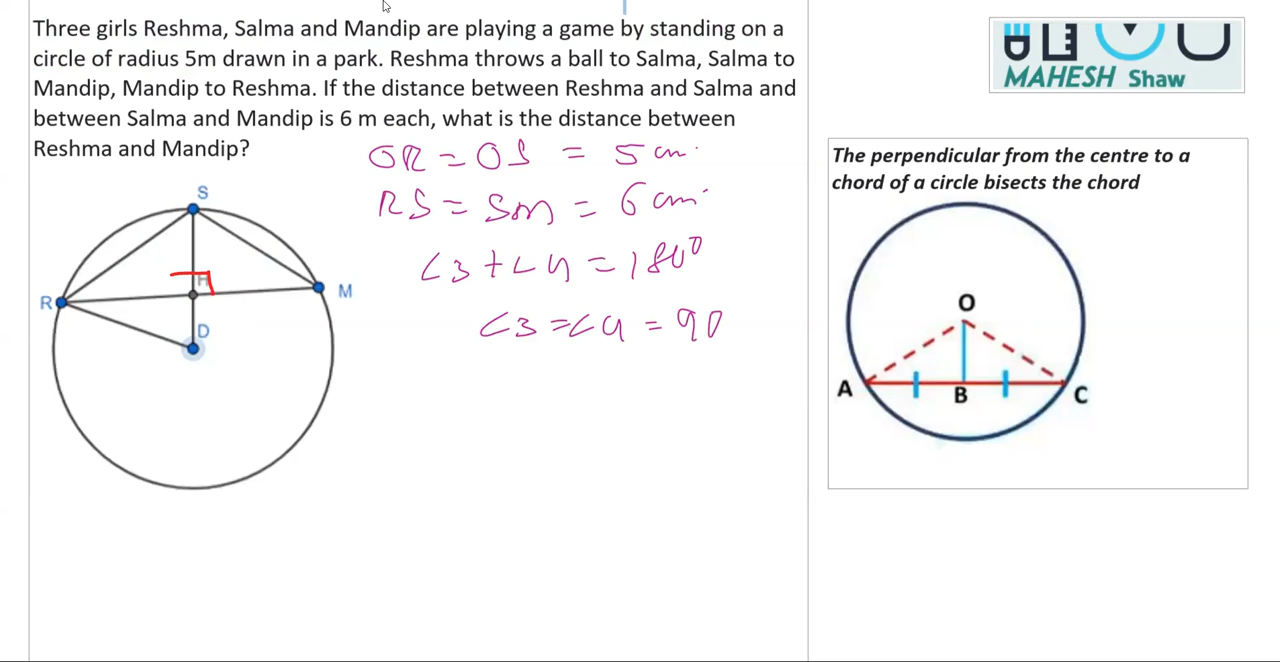 Three girls Reshma, Salma and Mandip are playing a game by standing on a
circle of radius 5m drawn in a park. Reshma throws a ball to Salma, Salma to
Mandip, Mandip to Reshma. If the distance between Reshma and Salma and
between Salma and Mandip is 6 m each, what is the distance between
Reshma and Mandip?
OR = OS = 5 cm.
RS = SM = 6 cm.
∠3 + ∠4 = 180°
∠3 = ∠4 = 90
S
H
R
M
D
MAHESH Shaw
The perpendicular from the centre to a
chord of a circle bisects the chord
O
A
B
C